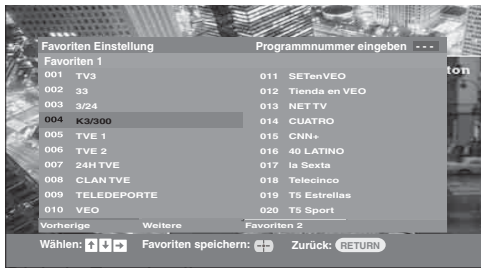 Favoriten Einstellung Programmnummer eingeben - - -
Favoriten 1
001 TV3 011 SETenVEO
002 33 012 Tienda en VEO
003 3/24 013 NET TV
004 K3/300 014 CUATRO
005 TVE 1 015 CNN+
006 TVE 2 016 40 LATINO
007 24H TVE 017 la Sexta
008 CLAN TVE 018 Telecinco
009 TELEDEPORTE 019 T5 Estrellas
010 VEO 020 T5 Sport
Vorherige Weitere Favoriten 2
Wählen: ↑ ↓ → Favoriten speichern: Zurück: RETURN
ton